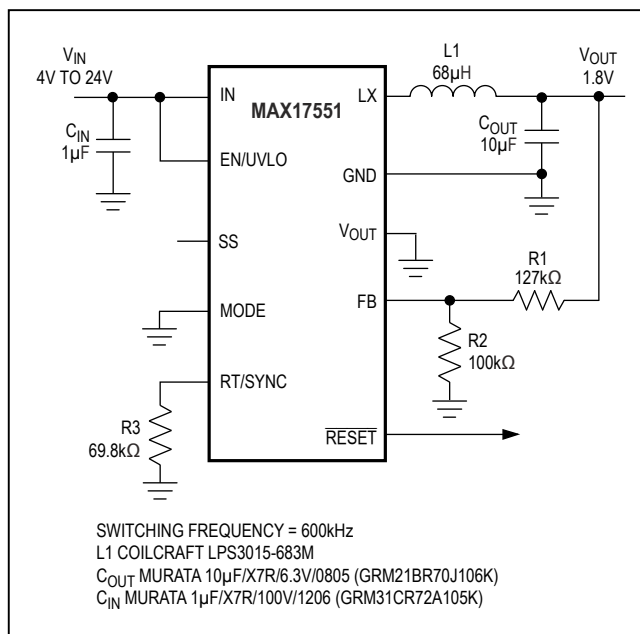 VIN
4V TO 24V
CIN
1µF
IN
EN/UVLO
SS
MODE
RT/SYNC
R3
69.8kΩ
MAX17551
LX
GND
VOUT
FB
RESET
L1
68µH
COUT
10µF
VOUT
1.8V
R1
127kΩ
R2
100kΩ
SWITCHING FREQUENCY = 600kHz
L1 COILCRAFT LPS3015-683M
COUT MURATA 10µF/X7R/6.3V/0805 (GRM21BR70J106K)
CIN MURATA 1µF/X7R/100V/1206 (GRM31CR72A105K)